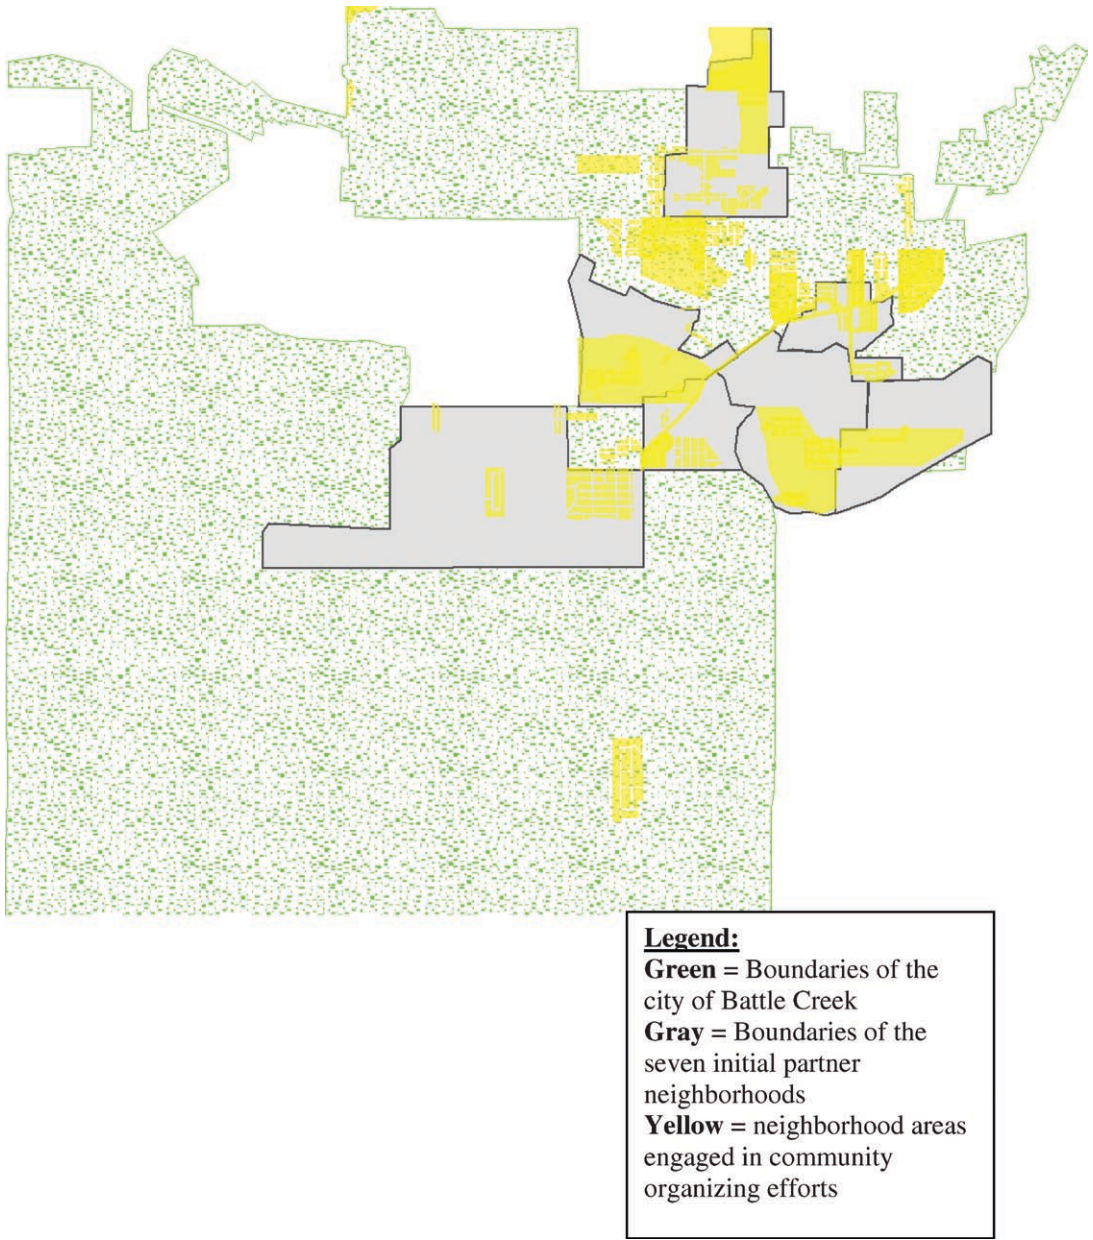 Legend:
Green = Boundaries of the
city of Battle Creek
Gray = Boundaries of the
seven initial partner
neighborhoods
Yellow = neighborhood areas
engaged in community
organizing efforts